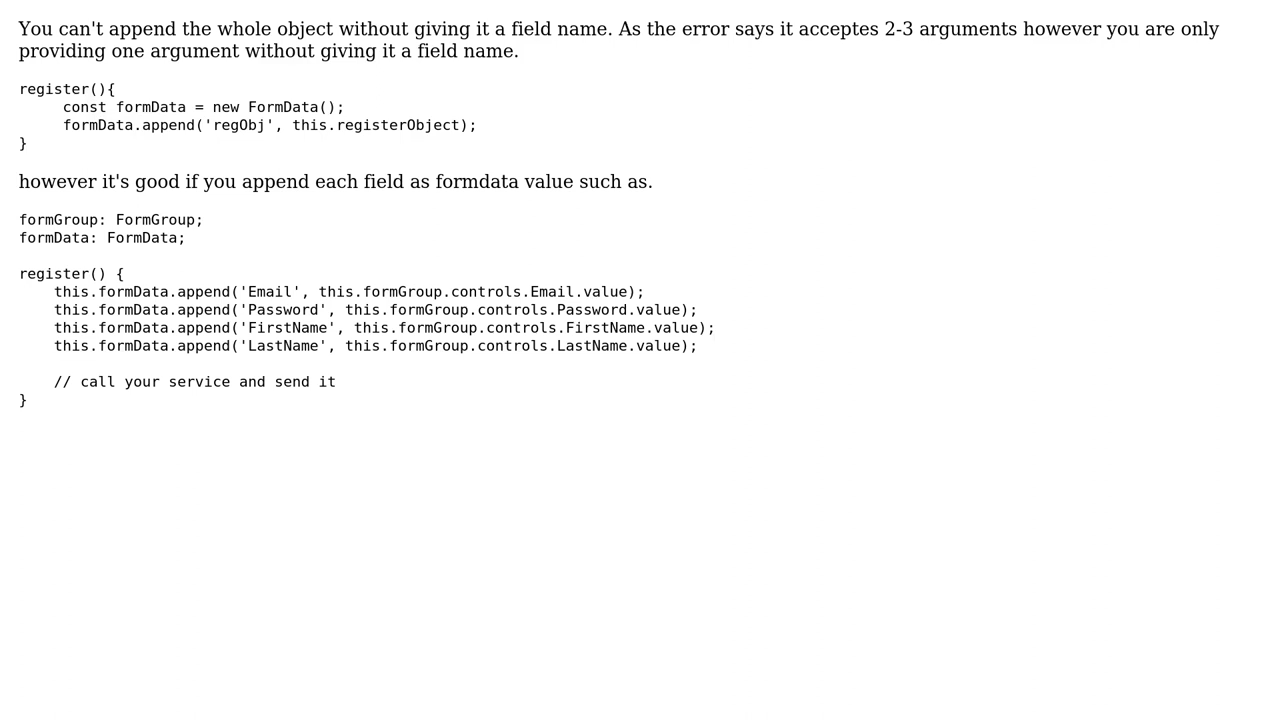 You can't append the whole object without giving it a field name. As the error says it acceptes 2-3 arguments however you are only
providing one argument without giving it a field name.
register(){
     const formData = new FormData();
     formData.append('regObj', this.registerObject);
}
however it's good if you append each field as formdata value such as.
formGroup: FormGroup;
formData: FormData;
register() {
    this.formData.append('Email', this.formGroup.controls.Email.value);
    this.formData.append('Password', this.formGroup.controls.Password.value);
    this.formData.append('FirstName', this.formGroup.controls.FirstName.value);
    this.formData.append('LastName', this.formGroup.controls.LastName.value);
    // call your service and send it
}